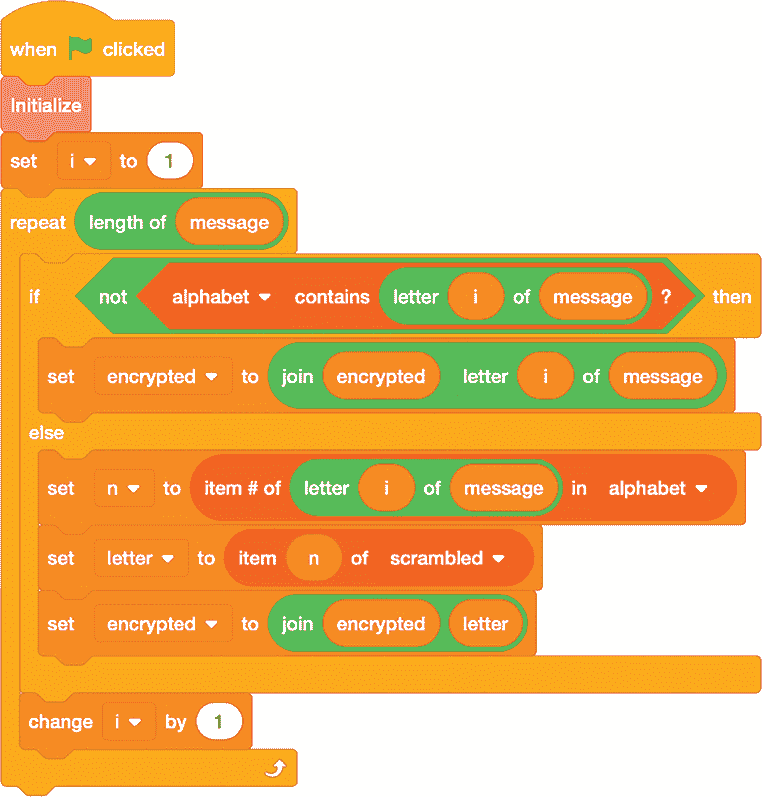 when clicked
Initialize
set i to 1
repeat length of message
if not alphabet contains letter i of message ? then
set encrypted to join encrypted letter i of message
else
set n to item # of letter i of message in alphabet
set letter to item n of scrambled
set encrypted to join encrypted letter
change i by 1